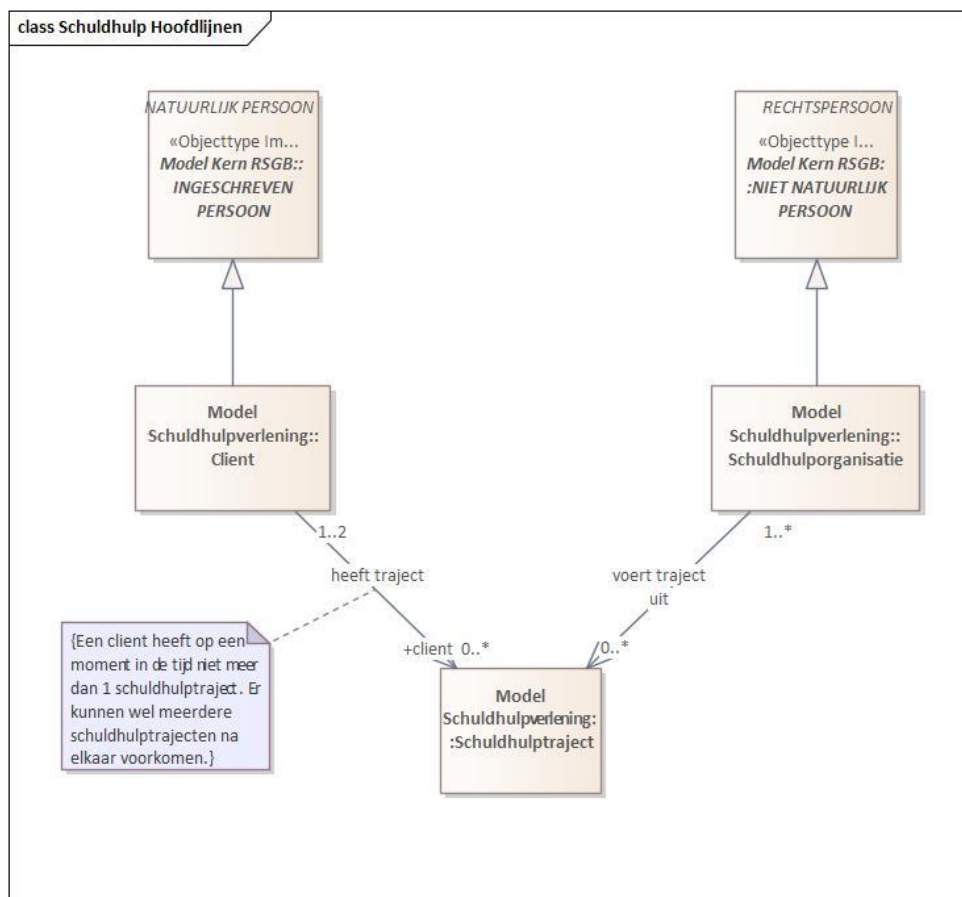 class Schuldhulp Hoofdlijnen
NATUURLIJK PERSOON
«Objecttype Im...
Model Kern RSGB::
INGESCHREVEN
PERSOON
RECHTSPERSOON
«Objecttype I...
Model Kern RSGB:
:NIET NATUURLIJK
PERSOON
Model
Schuldhulpverlening::
Client
Model
Schuldhulpverlening::
Schuldhulporganisatie
1..2
heeft traject
+client 0..*
1..*
voert traject
uit
0..*
{Een client heeft op een
moment in de tijd niet meer
dan 1 schuldhulptraject. Er
kunnen wel meerdere
schuldhulptrajecten na
elkaar voorkomen.}
Model
Schuldhulpverlening:
:Schuldhulptraject